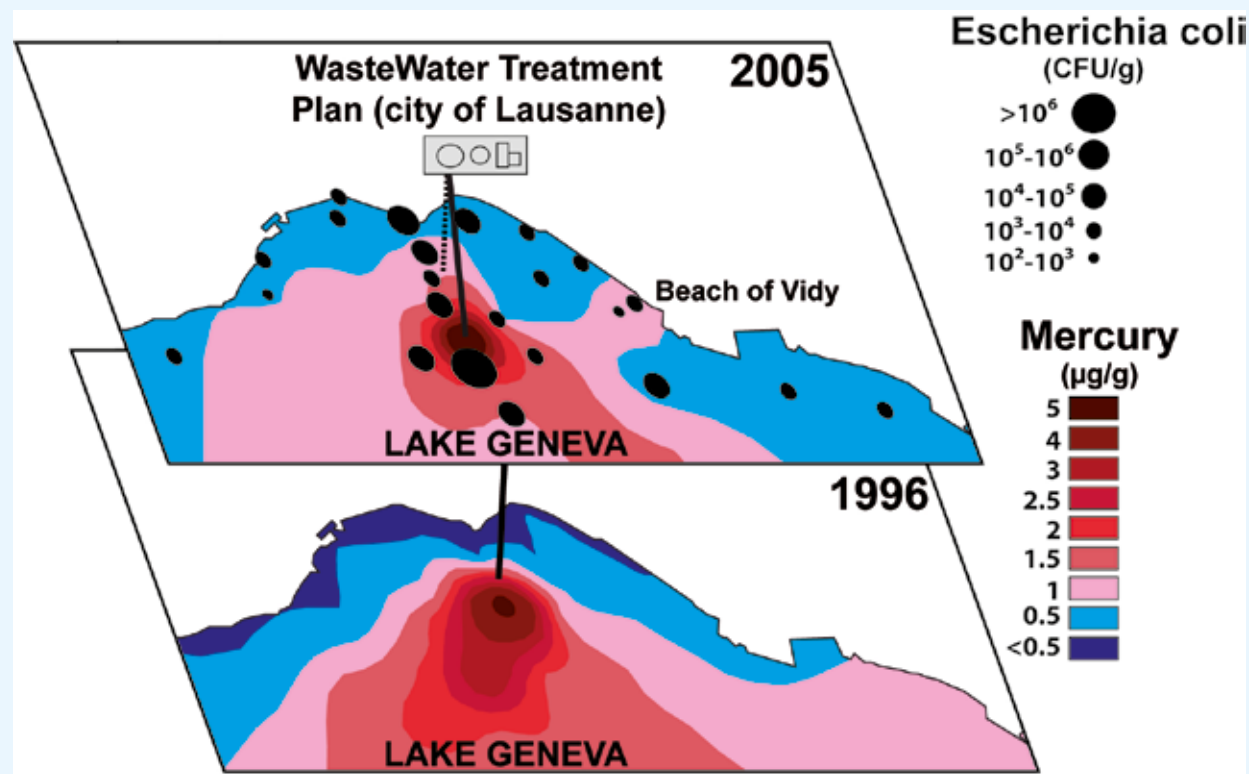 WasteWater Treatment
Plan (city of Lausanne)
2005
Beach of Vidy
LAKE GENEVA
1996
LAKE GENEVA
Escherichia coli
(CFU/g)
>10⁶
10⁵-10⁶
10⁴-10⁵
10³-10⁴
10²-10³
Mercury
(µg/g)
5
4
3
2.5
2
1.5
1
0.5
<0.5